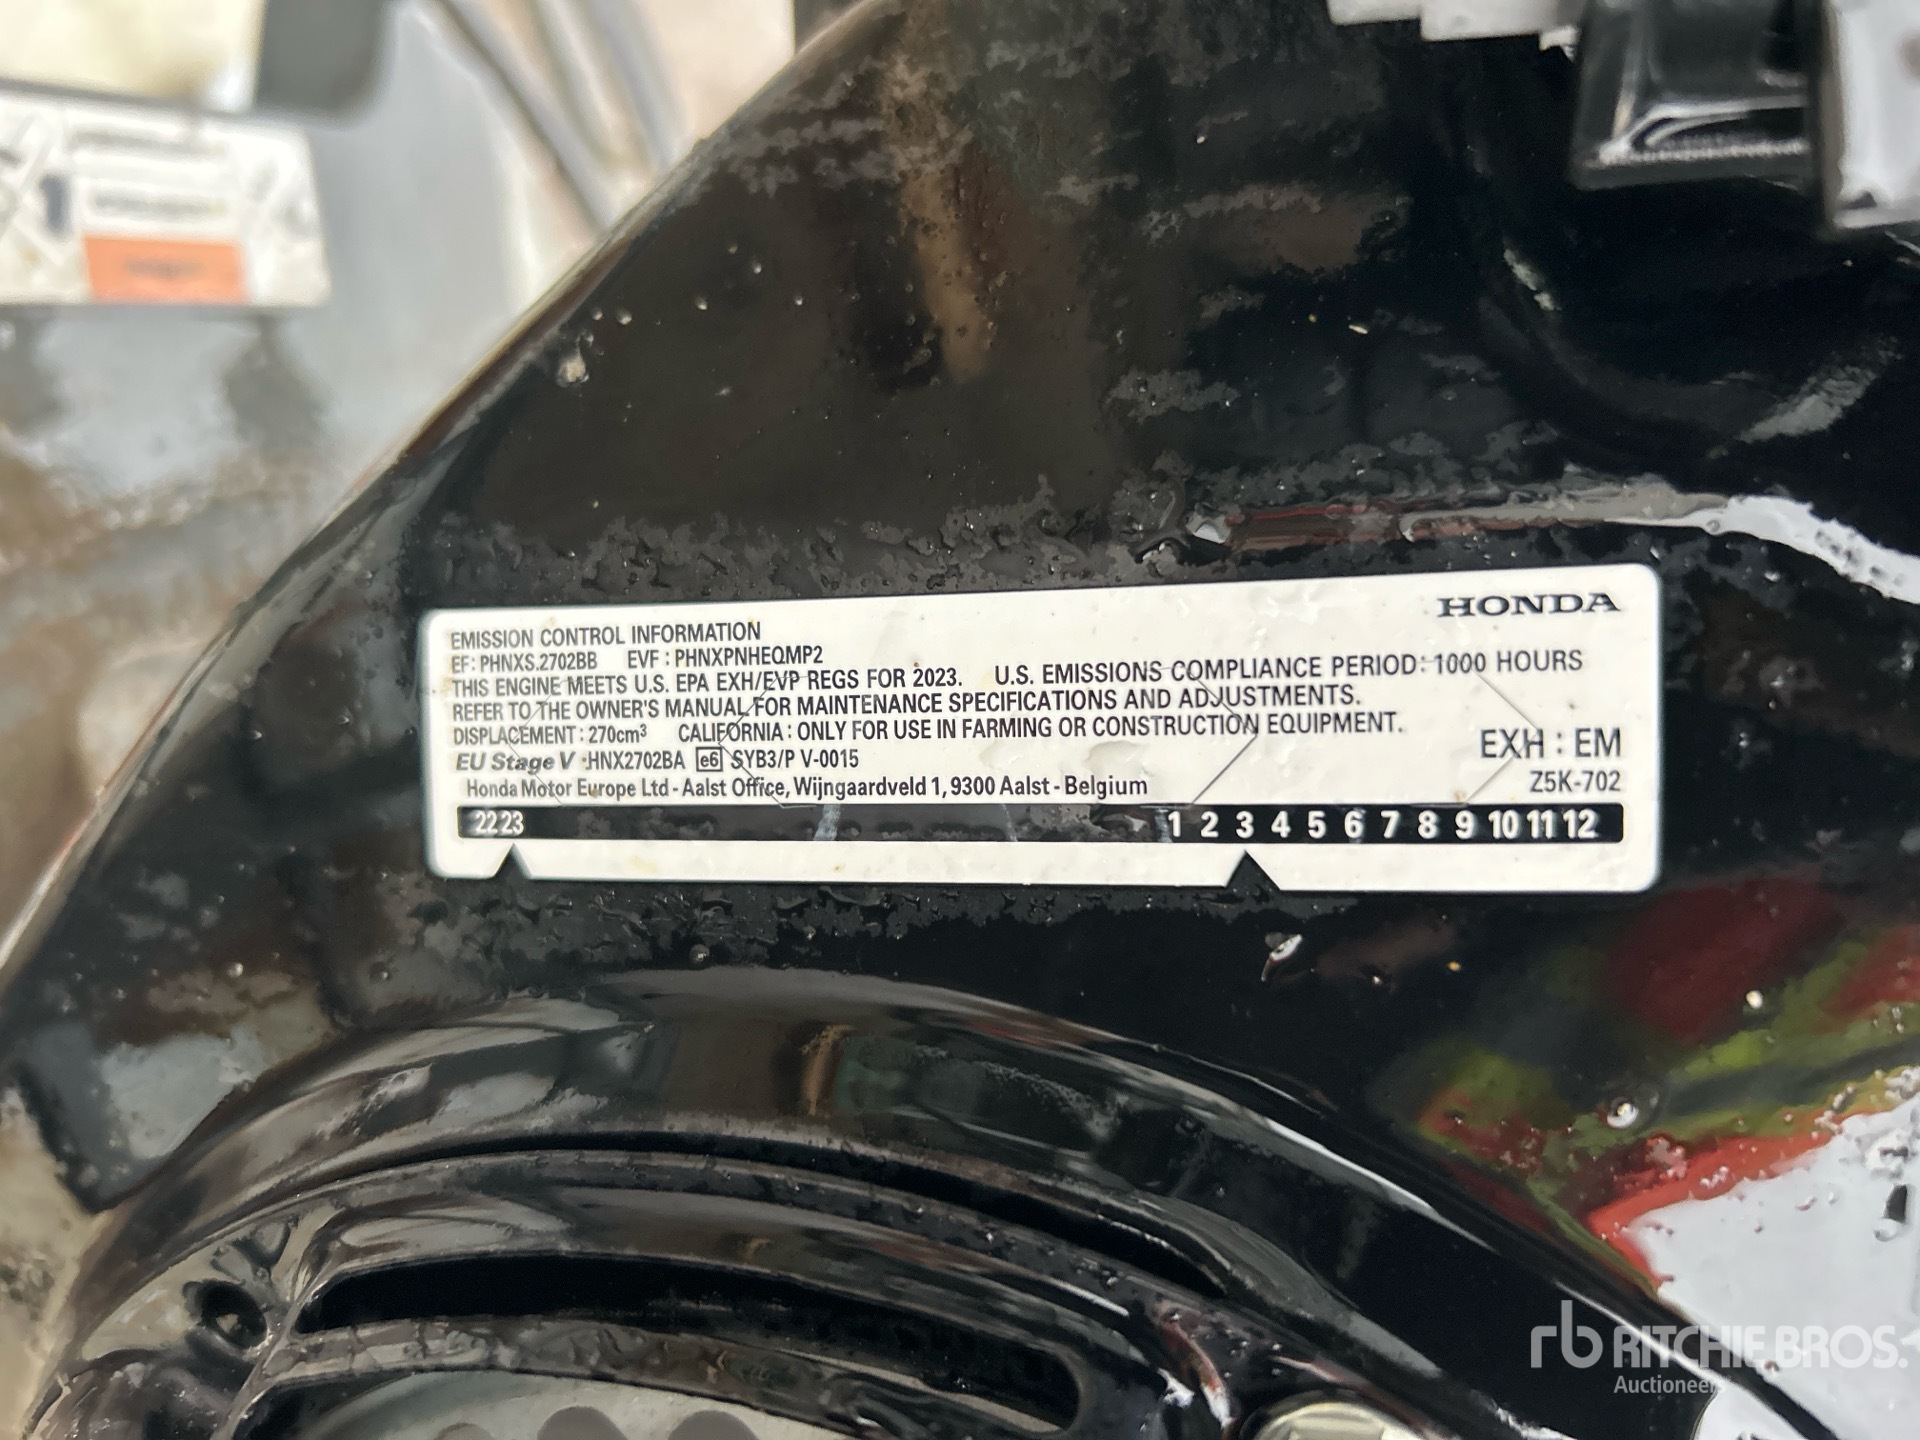 HONDA
EMISSION CONTROL INFORMATION
EF: PHNXS.2702BB EVF : PHNXPNHEQMP2
THIS ENGINE MEETS U.S. EPA EXH/EVP REGS FOR 2023. U.S. EMISSIONS COMPLIANCE PERIOD: 1000 HOURS
REFER TO THE OWNER'S MANUAL FOR MAINTENANCE SPECIFICATIONS AND ADJUSTMENTS.
DISPLACEMENT : 270cm³ CALIFORNIA : ONLY FOR USE IN FARMING OR CONSTRUCTION EQUIPMENT.
EU Stage V ·HNX2702BA e6 SYB3/P V-0015 EXH : EM
Honda Motor Europe Ltd - Aalst Office, Wijngaardveld 1, 9300 Aalst - Belgium Z5K-702
22 23 1 2 3 4 5 6 7 8 9 10 11 12
rb RITCHIE BROS.
Auctioneers